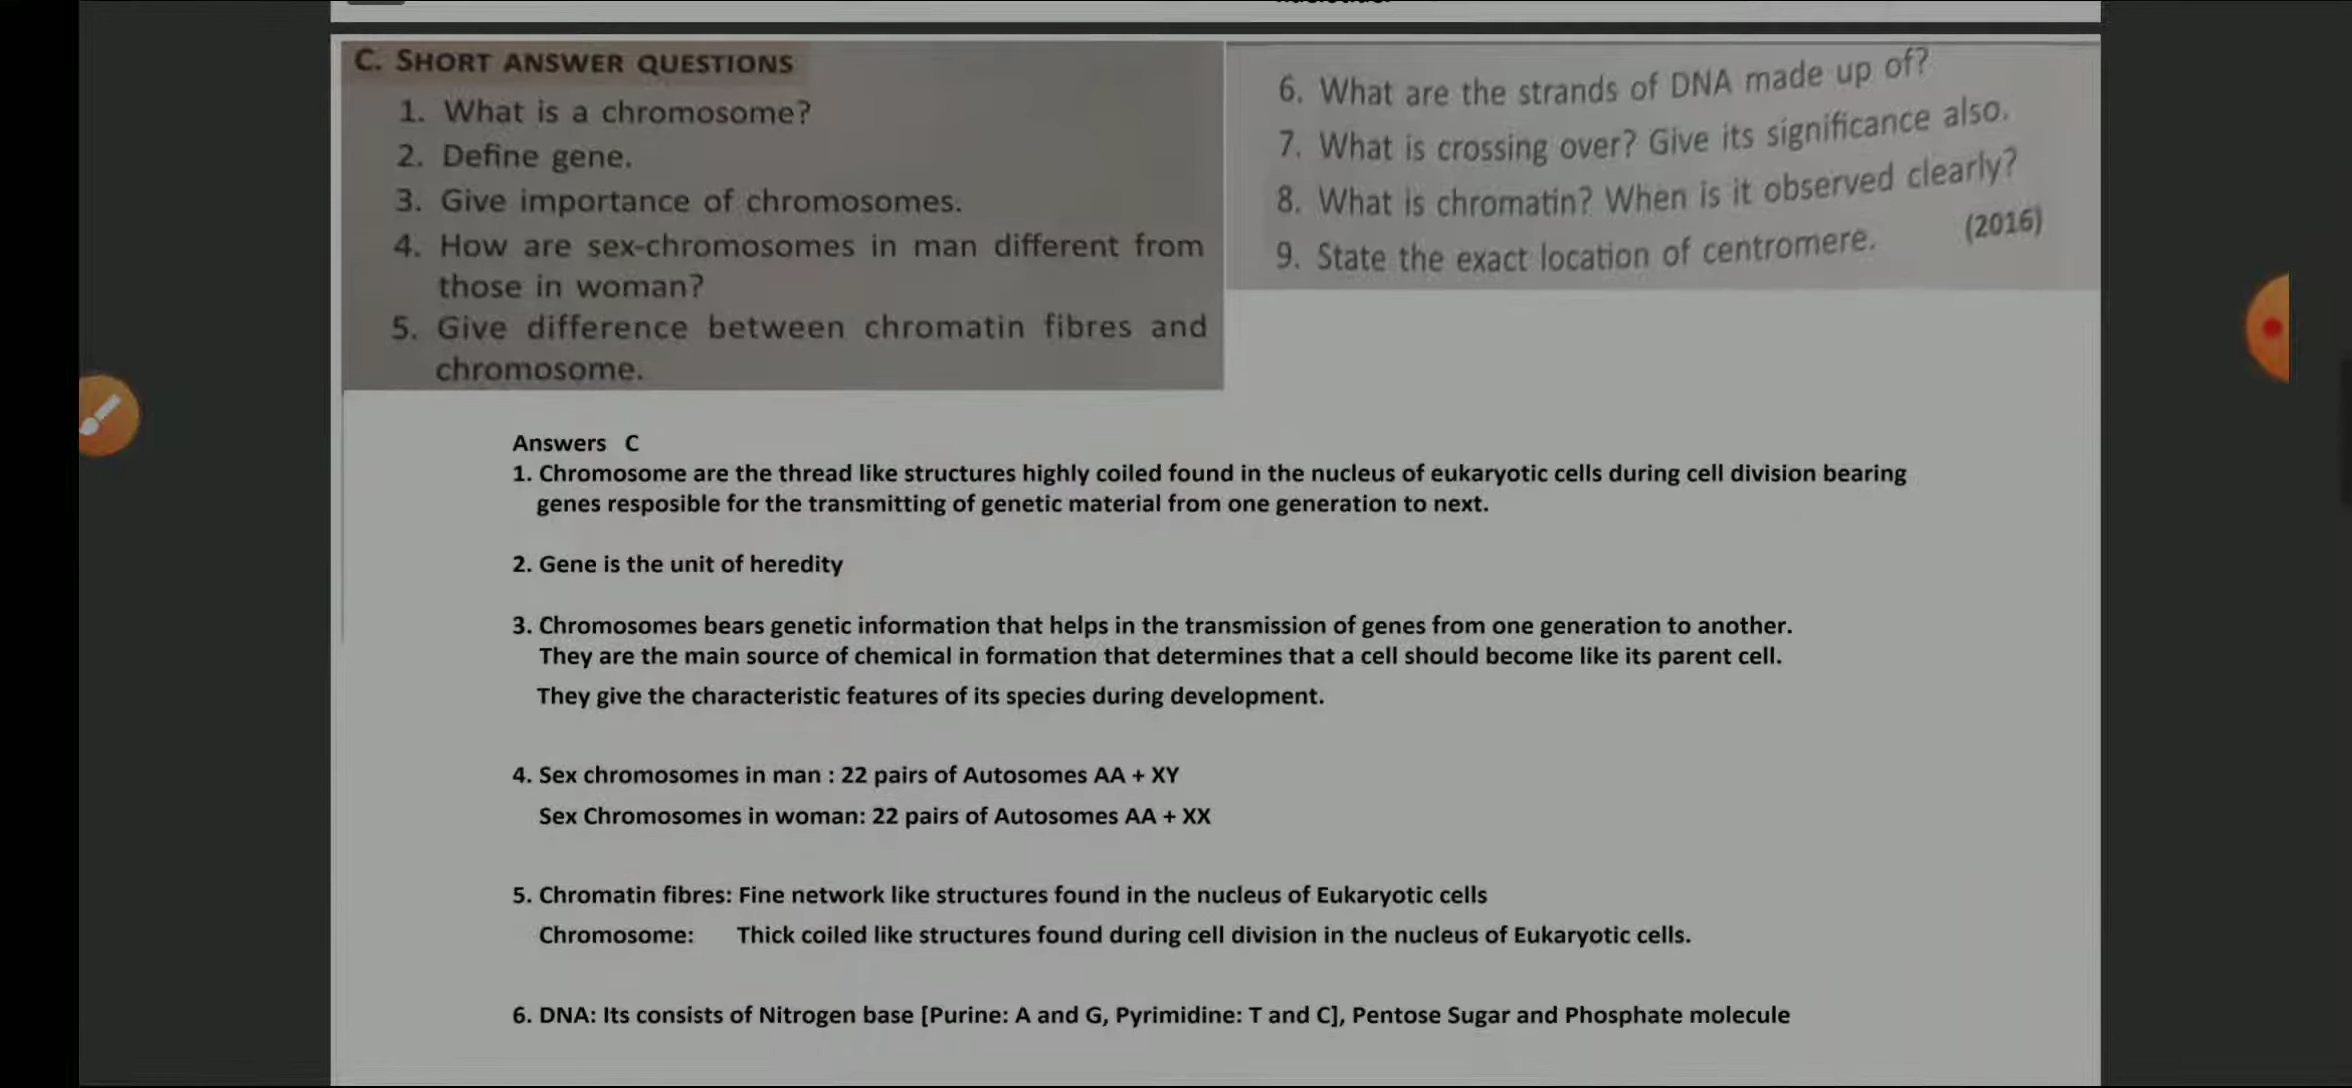 C. SHORT ANSWER QUESTIONS
1. What is a chromosome?
2. Define gene.
3. Give importance of chromosomes.
4. How are sex-chromosomes in man different from
those in woman?
5. Give difference between chromatin fibres and
chromosome.
6. What are the strands of DNA made up of?
7. What is crossing over? Give its significance also.
8. What is chromatin? When is it observed clearly?
(2016)
9. State the exact location of centromere.
Answers C
1. Chromosome are the thread like structures highly coiled found in the nucleus of eukaryotic cells during cell division bearing
genes resposible for the transmitting of genetic material from one generation to next.
2. Gene is the unit of heredity
3. Chromosomes bears genetic information that helps in the transmission of genes from one generation to another.
They are the main source of chemical in formation that determines that a cell should become like its parent cell.
They give the characteristic features of its species during development.
4. Sex chromosomes in man : 22 pairs of Autosomes AA + XY
Sex Chromosomes in woman: 22 pairs of Autosomes AA + XX
5. Chromatin fibres: Fine network like structures found in the nucleus of Eukaryotic cells
Chromosome: Thick coiled like structures found during cell division in the nucleus of Eukaryotic cells.
6. DNA: Its consists of Nitrogen base [Purine: A and G, Pyrimidine: T and C], Pentose Sugar and Phosphate molecule